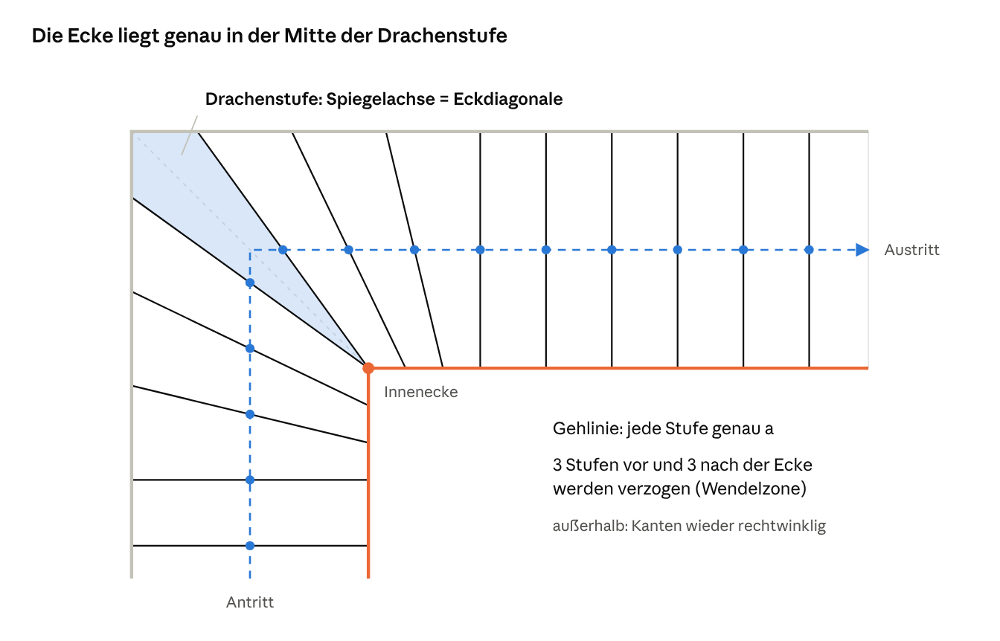 Die Ecke liegt genau in der Mitte der Drachenstufe
Drachenstufe: Spiegelachse = Eckdiagonale
Austritt
Innenecke
Gehlinie: jede Stufe genau a
3 Stufen vor und 3 nach der Ecke
werden verzogen (Wendelzone)
außerhalb: Kanten wieder rechtwinklig
Antritt